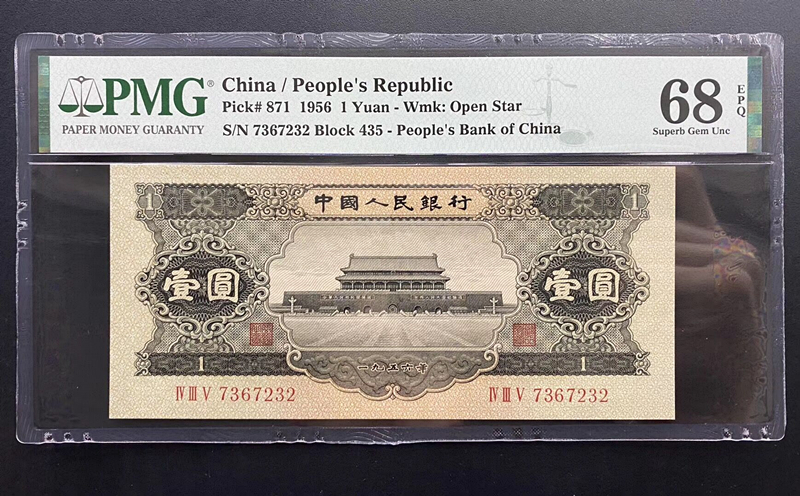 PMG®
PAPER MONEY GUARANTY
China / People's Republic
Pick# 871 1956 1 Yuan - Wmk: Open Star
S/N 7367232 Block 435 - People's Bank of China
68 EPQ
Superb Gem Unc
1 中國人民銀行 1
壹圓 壹圓
1 一九五六年 1
IV III V 7367232 IV III V 7367232